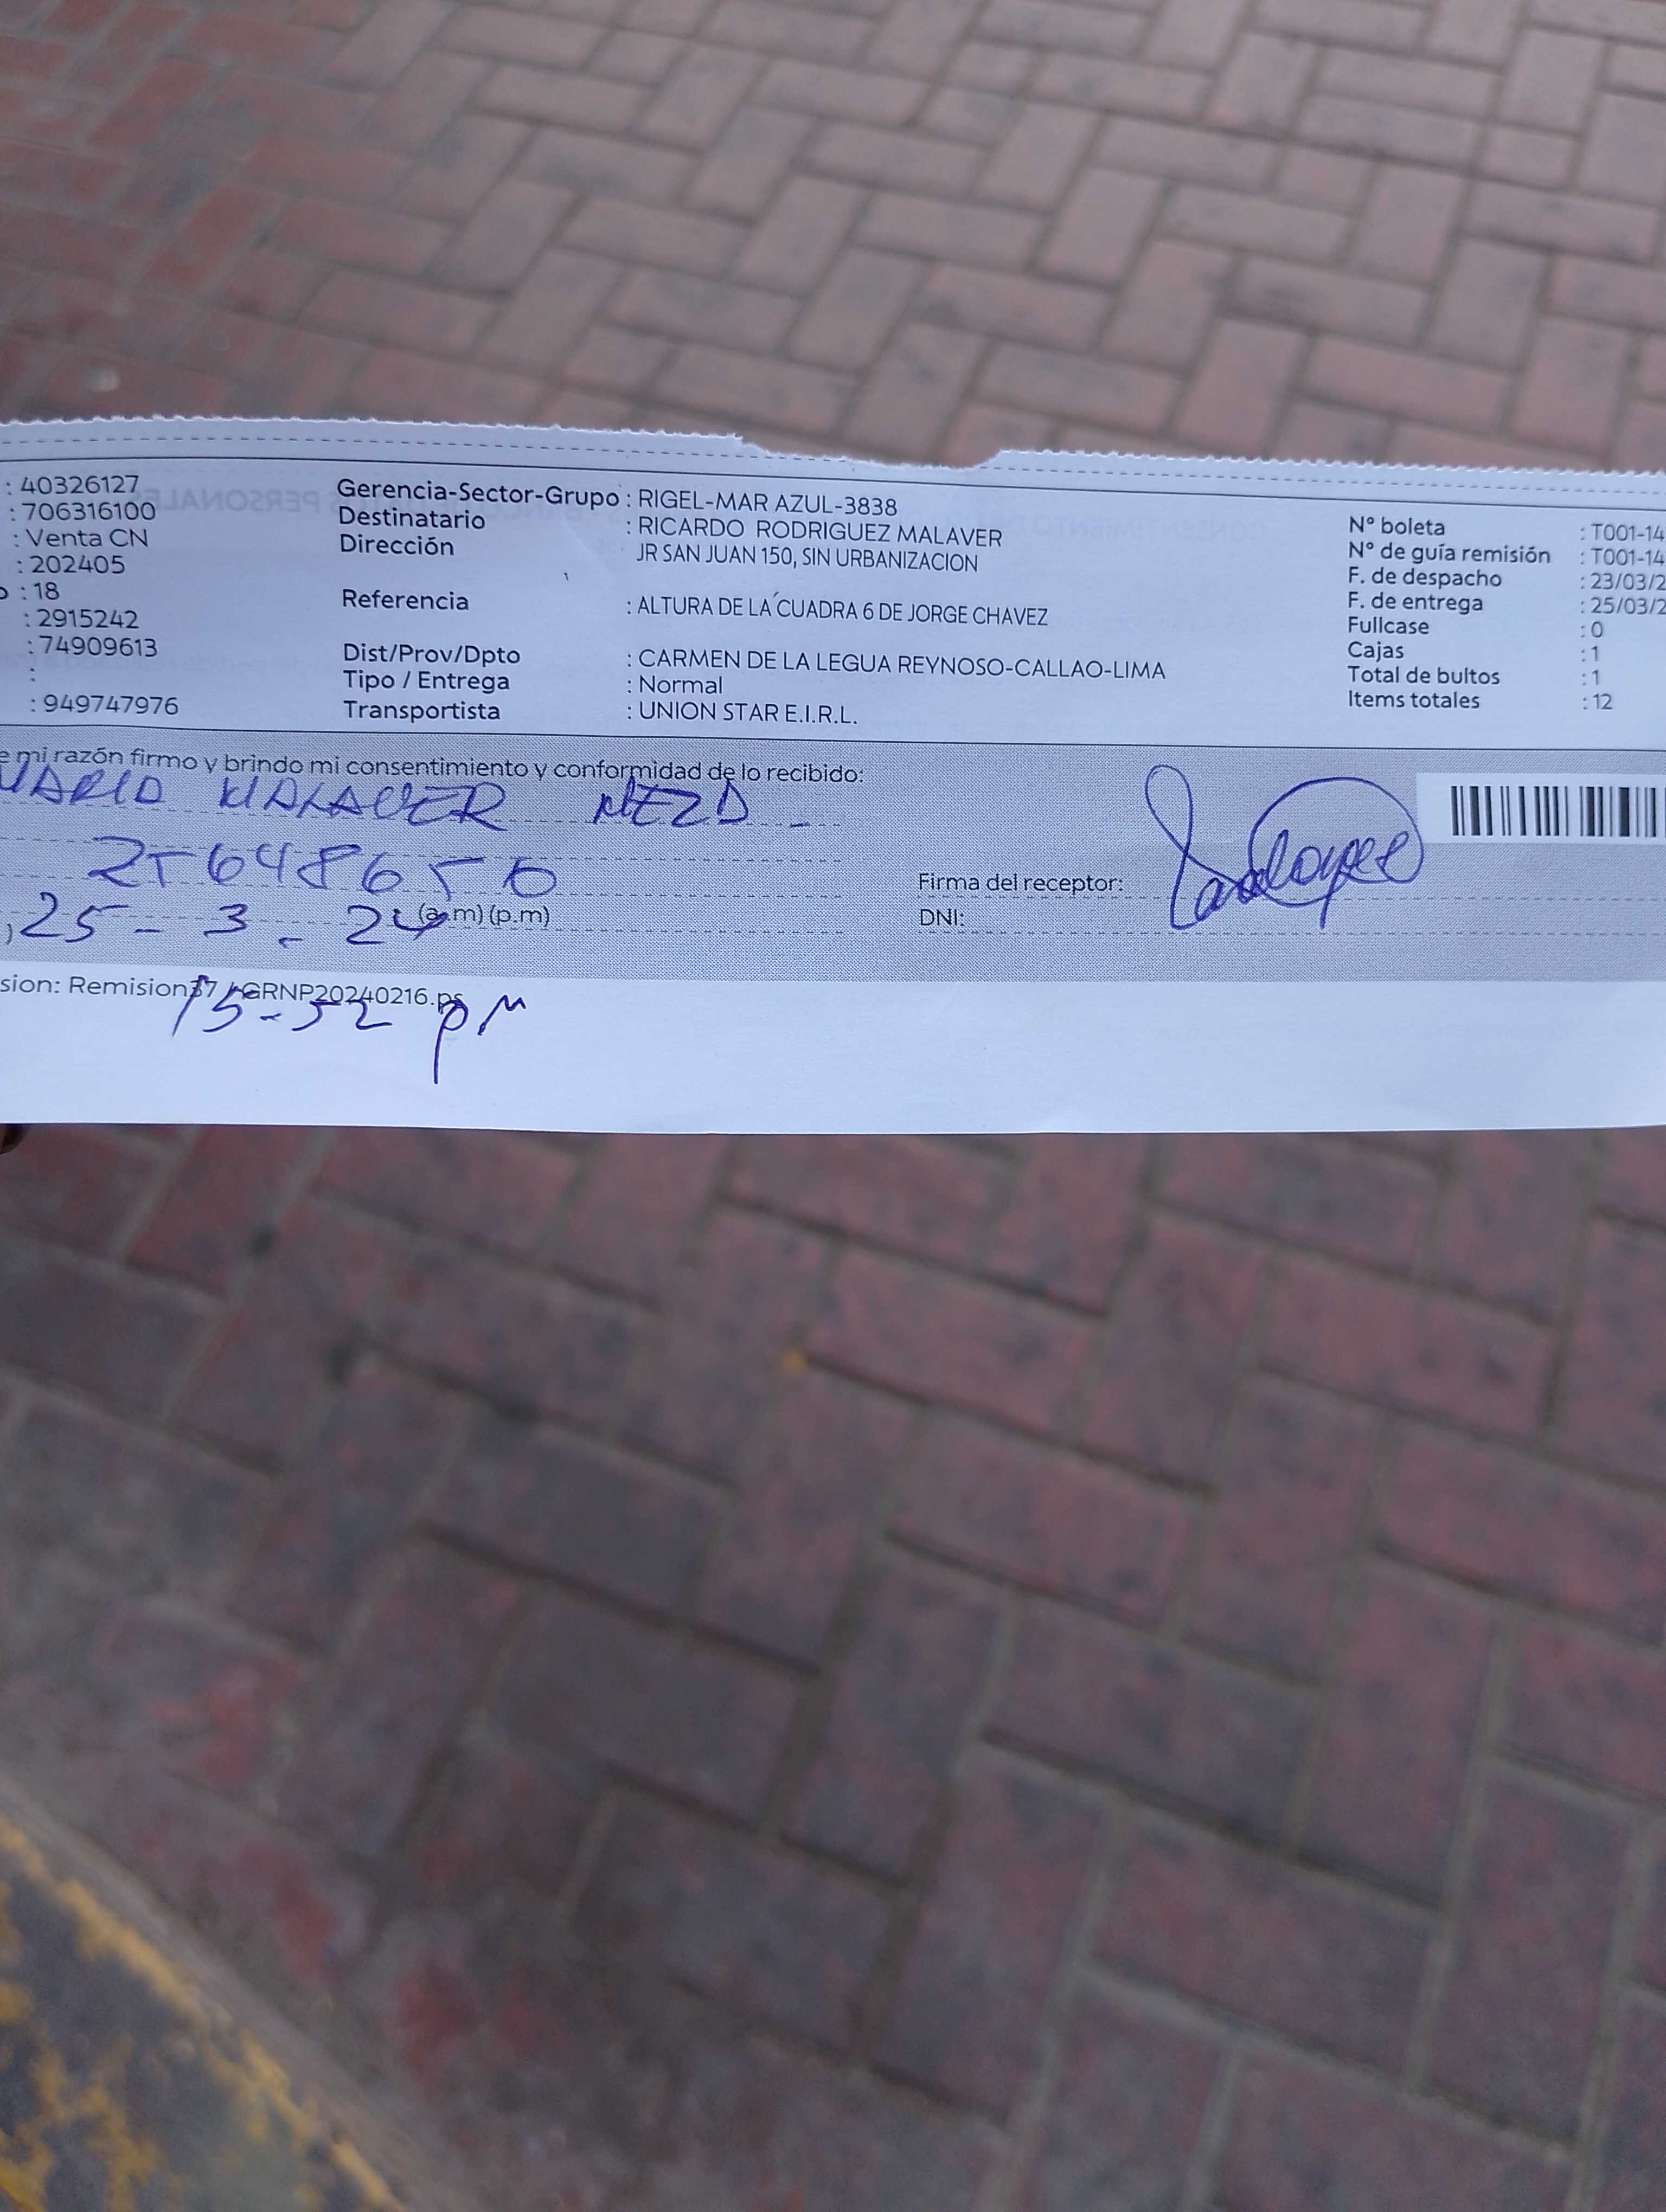 : 40326127
: 706316100
: Venta CN
: 202405
: 18
: 2915242
: 74909613
:
: 949747976
Gerencia-Sector-Grupo : RIGEL-MAR AZUL-3838
Destinatario : RICARDO RODRIGUEZ MALAVER
Dirección JR SAN JUAN 150, SIN URBANIZACION
Referencia : ALTURA DE LA CUADRA 6 DE JORGE CHAVEZ
Dist/Prov/Dpto : CARMEN DE LA LEGUA REYNOSO-CALLAO-LIMA
Tipo / Entrega : Normal
Transportista : UNION STAR E.I.R.L.
N° boleta : T001-14
N° de guía remisión : T001-14
F. de despacho : 23/03/2
F. de entrega : 25/03/2
Fullcase : 0
Cajas : 1
Total de bultos : 1
Items totales : 12
e mi razón firmo y brindo mi consentimiento y conformidad de lo recibido:
MALAVER
25648650
25 - 3 - 24 (a.m) (p.m)
Firma del receptor:
DNI:
sion: Remision37 / GRNP20240216.ps
15-52 pm